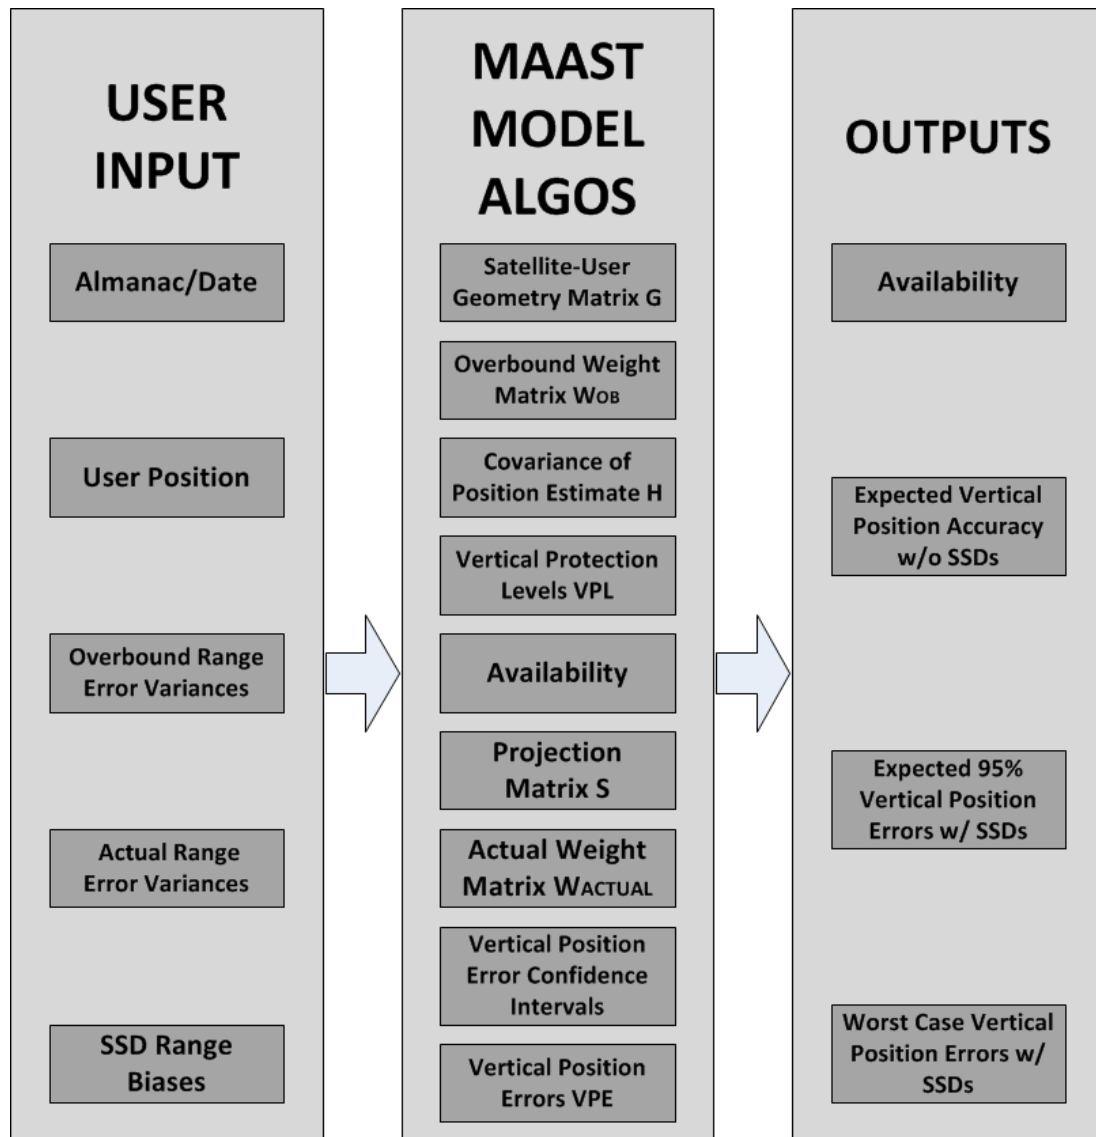 USER
INPUT
Almanac/Date
User Position
Overbound Range
Error Variances
Actual Range
Error Variances
SSD Range
Biases
MAAST
MODEL
ALGOS
Satellite-User
Geometry Matrix G
Overbound Weight
Matrix WOB
Covariance of
Position Estimate H
Vertical Protection
Levels VPL
Availability
Projection
Matrix S
Actual Weight
Matrix WACTUAL
Vertical Position
Error Confidence
Intervals
Vertical Position
Errors VPE
OUTPUTS
Availability
Expected Vertical
Position Accuracy
w/o SSDs
Expected 95%
Vertical Position
Errors w/ SSDs
Worst Case Vertical
Position Errors w/
SSDs